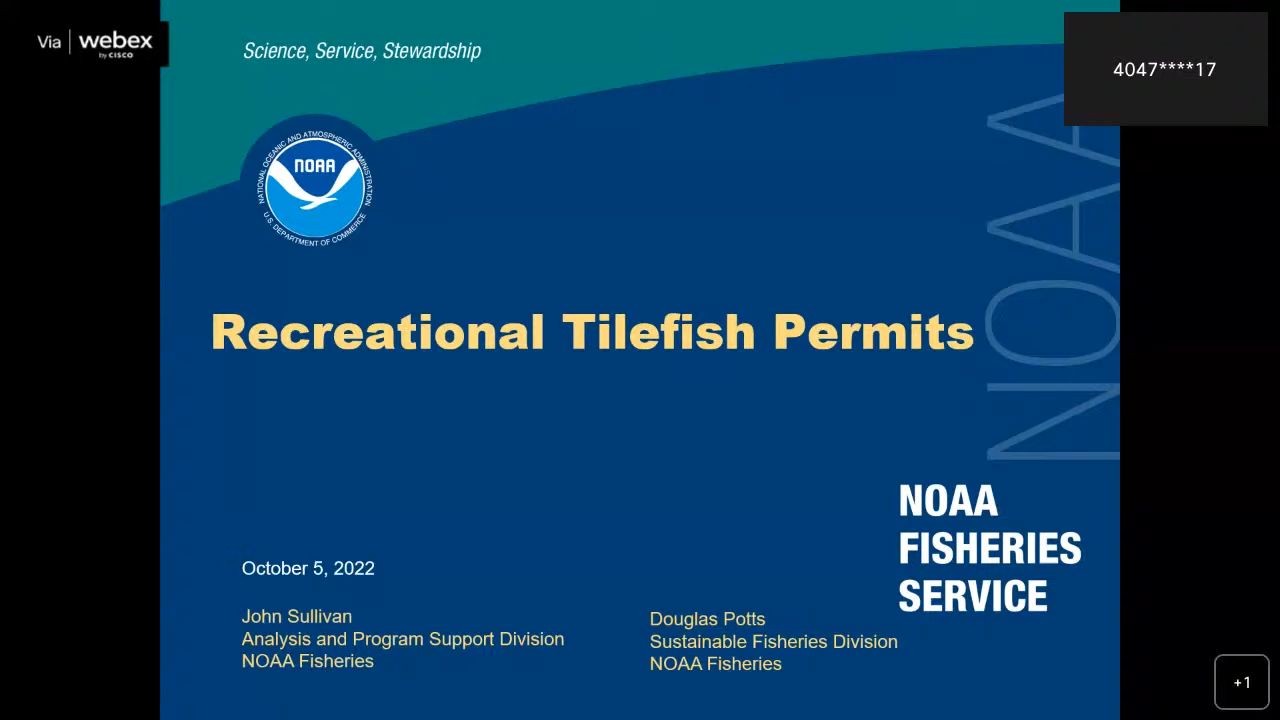 Via webex
by CISCO
Science, Service, Stewardship
4047****17
NATIONAL OCEANIC AND ATMOSPHERIC ADMINISTRATION
NOAA
U.S. DEPARTMENT OF COMMERCE
NOAA
Recreational Tilefish Permits
NOAA
FISHERIES
SERVICE
October 5, 2022
John Sullivan
Analysis and Program Support Division
NOAA Fisheries
Douglas Potts
Sustainable Fisheries Division
NOAA Fisheries
+1